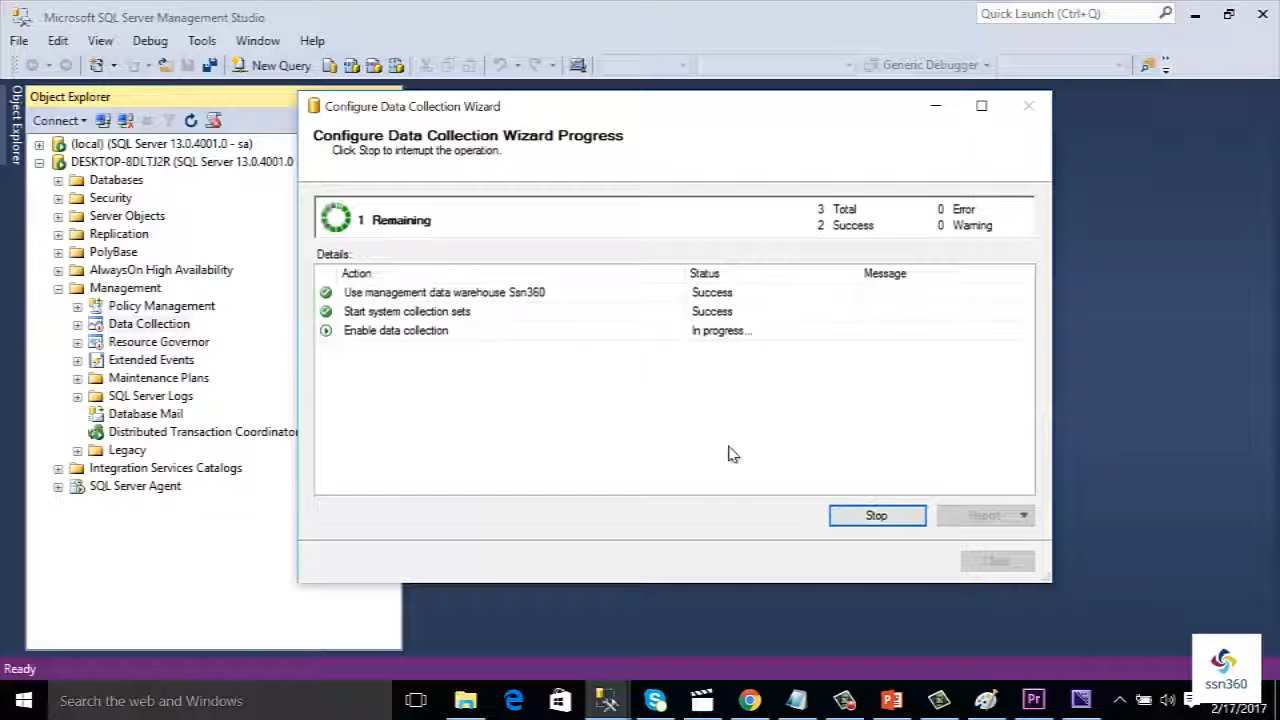 Microsoft SQL Server Management Studio
Quick Launch (Ctrl+Q)
File Edit View Debug Tools Window Help
New Query
Generic Debugger
Object Explorer
Object Explorer
Connect
(local) (SQL Server 13.0.4001.0 - sa)
DESKTOP-8DLTJ2R (SQL Server 13.0.4001.0
Databases
Security
Server Objects
Replication
PolyBase
AlwaysOn High Availability
Management
Policy Management
Data Collection
Resource Governor
Extended Events
Maintenance Plans
SQL Server Logs
Database Mail
Distributed Transaction Coordinator
Legacy
Integration Services Catalogs
SQL Server Agent
Configure Data Collection Wizard
Configure Data Collection Wizard Progress
Click Stop to interrupt the operation.
1 Remaining
3 Total 0 Error
2 Success 0 Warning
Details:
Action Status Message
Use management data warehouse Ssn360 Success
Start system collection sets Success
Enable data collection In progress...
Stop Report
Close
Ready
Search the web and Windows
ssn360
2/17/2017